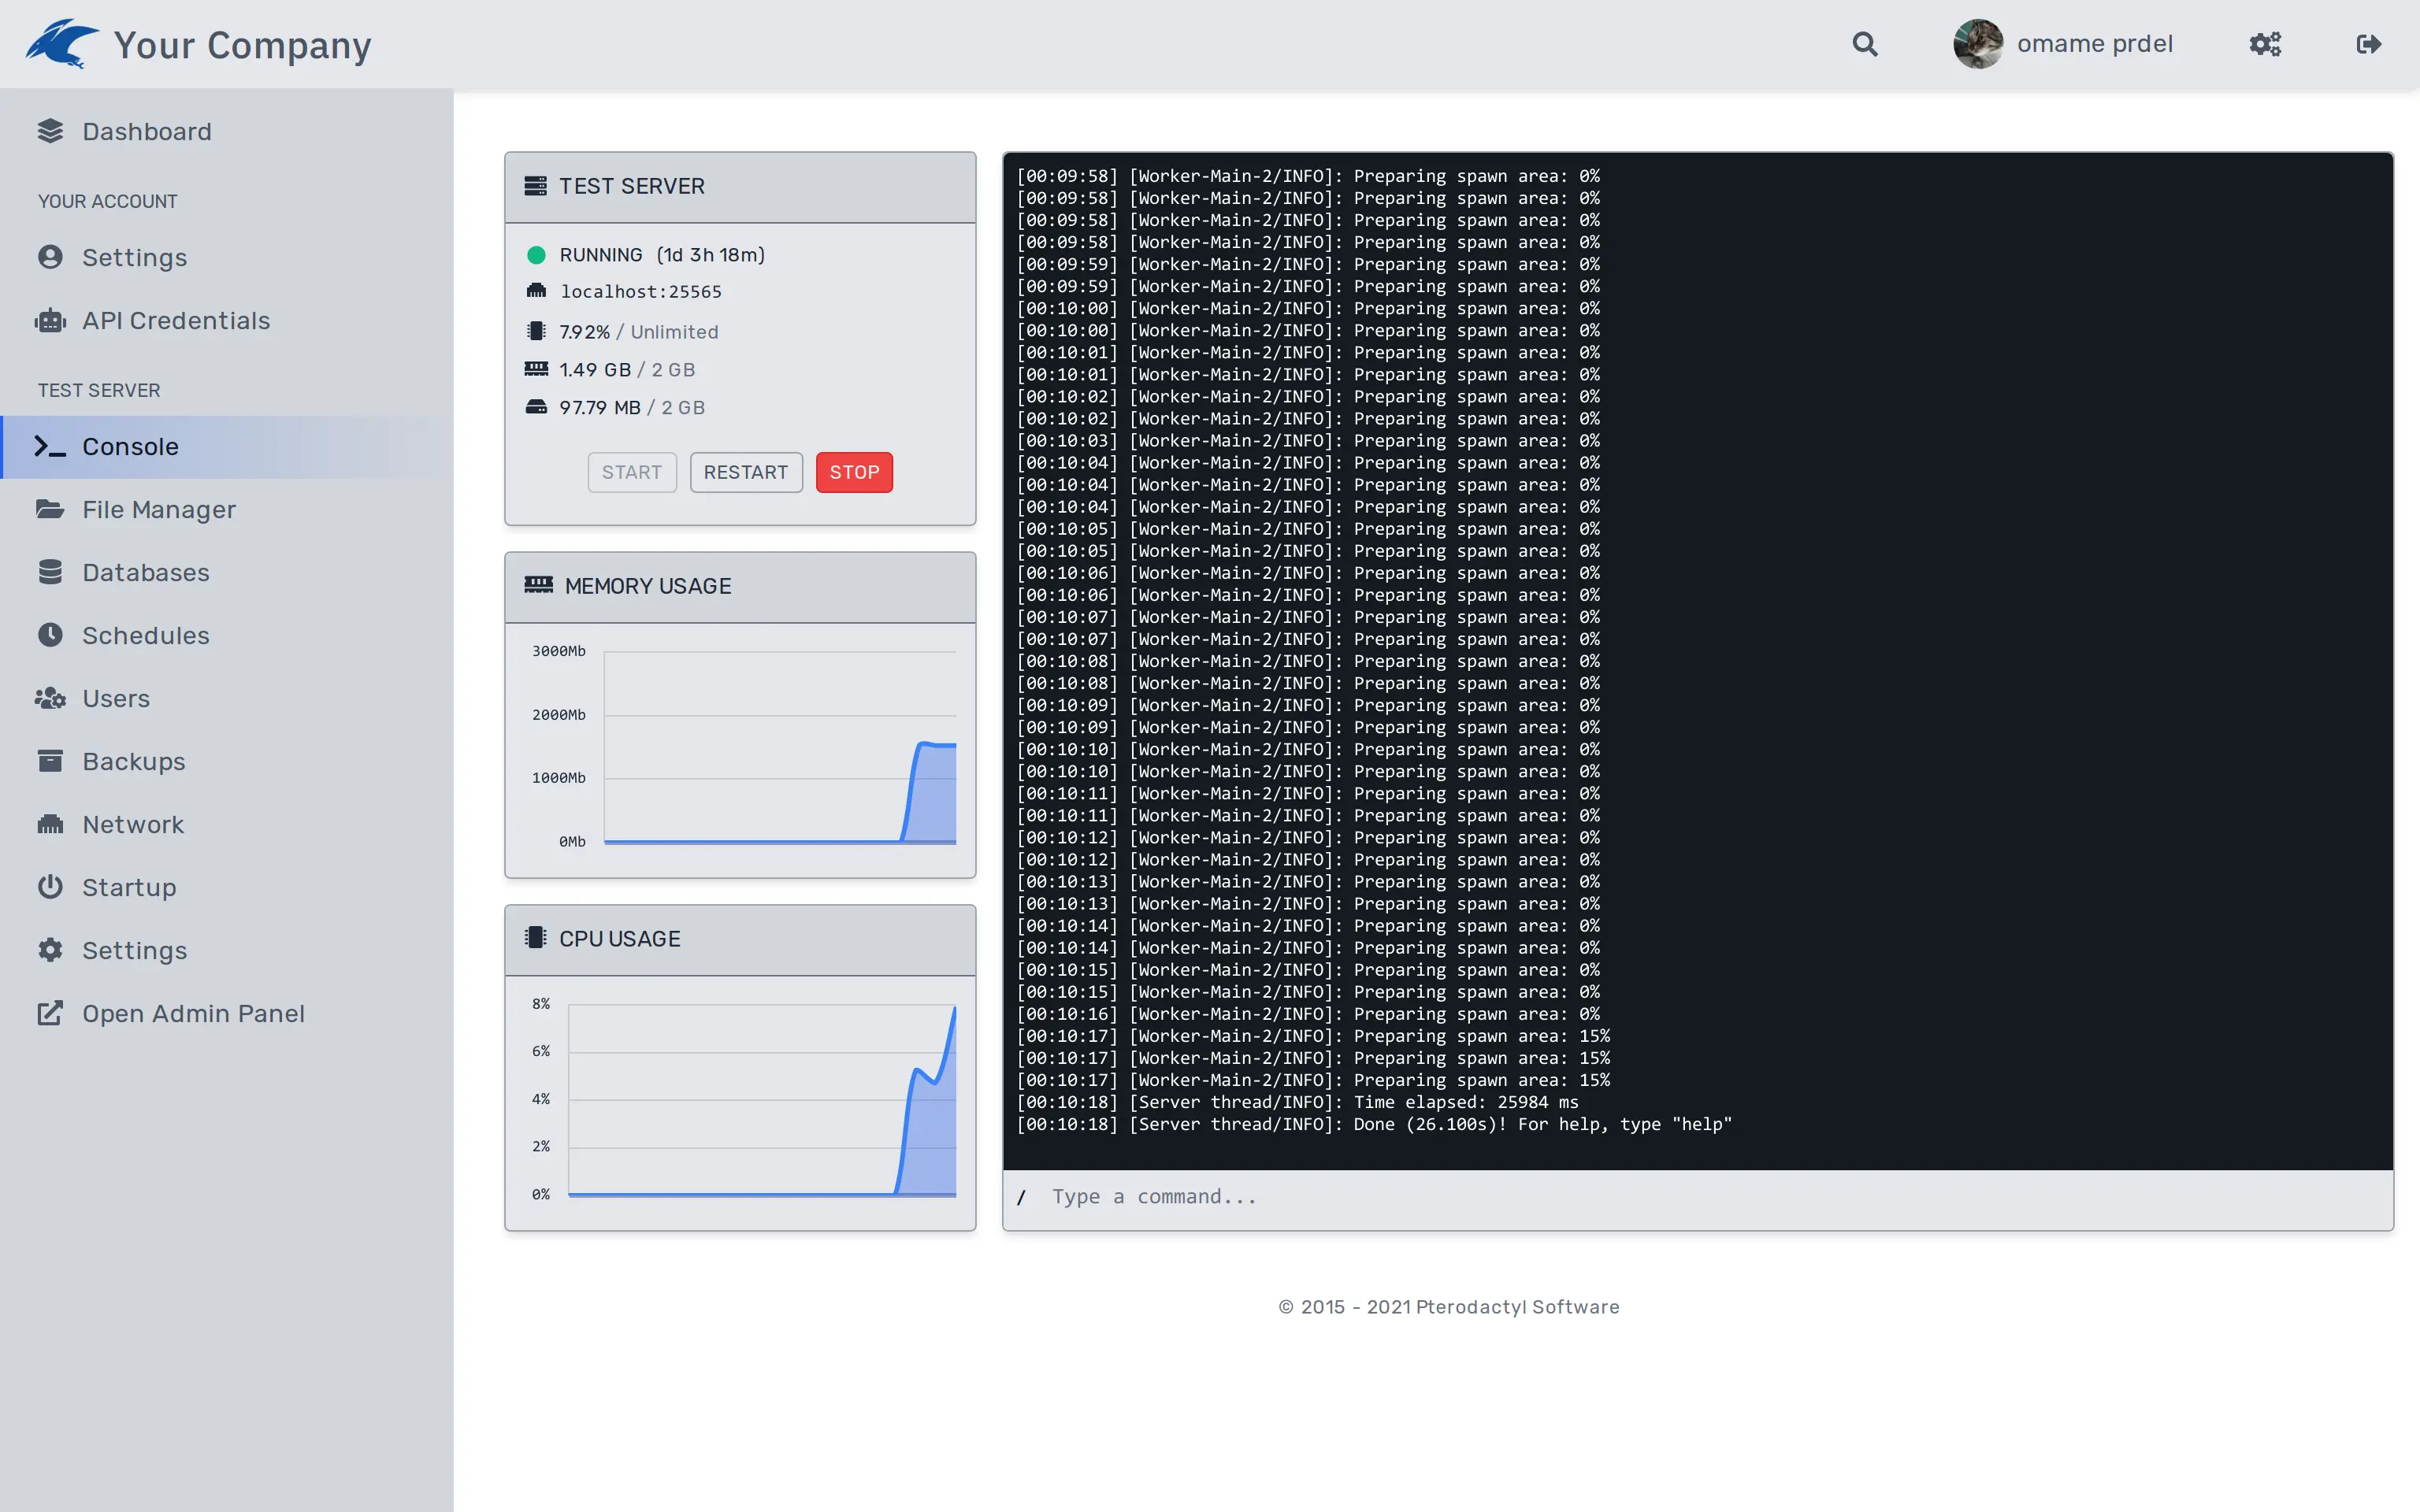 Your Company
omame prdel
Dashboard
YOUR ACCOUNT
Settings
API Credentials
TEST SERVER
Console
File Manager
Databases
Schedules
Users
Backups
Network
Startup
Settings
Open Admin Panel
TEST SERVER
RUNNING (1d 3h 18m)
localhost:25565
7.92% / Unlimited
1.49 GB / 2 GB
97.79 MB / 2 GB
START RESTART STOP
MEMORY USAGE
3000Mb
2000Mb
1000Mb
0Mb
CPU USAGE
8%
6%
4%
2%
0%
[00:09:58] [Worker-Main-2/INFO]: Preparing spawn area: 0%
[00:09:58] [Worker-Main-2/INFO]: Preparing spawn area: 0%
[00:09:58] [Worker-Main-2/INFO]: Preparing spawn area: 0%
[00:09:58] [Worker-Main-2/INFO]: Preparing spawn area: 0%
[00:09:59] [Worker-Main-2/INFO]: Preparing spawn area: 0%
[00:09:59] [Worker-Main-2/INFO]: Preparing spawn area: 0%
[00:10:00] [Worker-Main-2/INFO]: Preparing spawn area: 0%
[00:10:00] [Worker-Main-2/INFO]: Preparing spawn area: 0%
[00:10:01] [Worker-Main-2/INFO]: Preparing spawn area: 0%
[00:10:01] [Worker-Main-2/INFO]: Preparing spawn area: 0%
[00:10:02] [Worker-Main-2/INFO]: Preparing spawn area: 0%
[00:10:02] [Worker-Main-2/INFO]: Preparing spawn area: 0%
[00:10:03] [Worker-Main-2/INFO]: Preparing spawn area: 0%
[00:10:04] [Worker-Main-2/INFO]: Preparing spawn area: 0%
[00:10:04] [Worker-Main-2/INFO]: Preparing spawn area: 0%
[00:10:04] [Worker-Main-2/INFO]: Preparing spawn area: 0%
[00:10:05] [Worker-Main-2/INFO]: Preparing spawn area: 0%
[00:10:05] [Worker-Main-2/INFO]: Preparing spawn area: 0%
[00:10:06] [Worker-Main-2/INFO]: Preparing spawn area: 0%
[00:10:06] [Worker-Main-2/INFO]: Preparing spawn area: 0%
[00:10:07] [Worker-Main-2/INFO]: Preparing spawn area: 0%
[00:10:07] [Worker-Main-2/INFO]: Preparing spawn area: 0%
[00:10:08] [Worker-Main-2/INFO]: Preparing spawn area: 0%
[00:10:08] [Worker-Main-2/INFO]: Preparing spawn area: 0%
[00:10:09] [Worker-Main-2/INFO]: Preparing spawn area: 0%
[00:10:09] [Worker-Main-2/INFO]: Preparing spawn area: 0%
[00:10:10] [Worker-Main-2/INFO]: Preparing spawn area: 0%
[00:10:10] [Worker-Main-2/INFO]: Preparing spawn area: 0%
[00:10:11] [Worker-Main-2/INFO]: Preparing spawn area: 0%
[00:10:11] [Worker-Main-2/INFO]: Preparing spawn area: 0%
[00:10:12] [Worker-Main-2/INFO]: Preparing spawn area: 0%
[00:10:12] [Worker-Main-2/INFO]: Preparing spawn area: 0%
[00:10:13] [Worker-Main-2/INFO]: Preparing spawn area: 0%
[00:10:13] [Worker-Main-2/INFO]: Preparing spawn area: 0%
[00:10:14] [Worker-Main-2/INFO]: Preparing spawn area: 0%
[00:10:14] [Worker-Main-2/INFO]: Preparing spawn area: 0%
[00:10:15] [Worker-Main-2/INFO]: Preparing spawn area: 0%
[00:10:15] [Worker-Main-2/INFO]: Preparing spawn area: 0%
[00:10:16] [Worker-Main-2/INFO]: Preparing spawn area: 0%
[00:10:17] [Worker-Main-2/INFO]: Preparing spawn area: 15%
[00:10:17] [Worker-Main-2/INFO]: Preparing spawn area: 15%
[00:10:17] [Worker-Main-2/INFO]: Preparing spawn area: 15%
[00:10:18] [Server thread/INFO]: Time elapsed: 25984 ms
[00:10:18] [Server thread/INFO]: Done (26.100s)! For help, type "help"
/ Type a command...
© 2015 - 2021 Pterodactyl Software